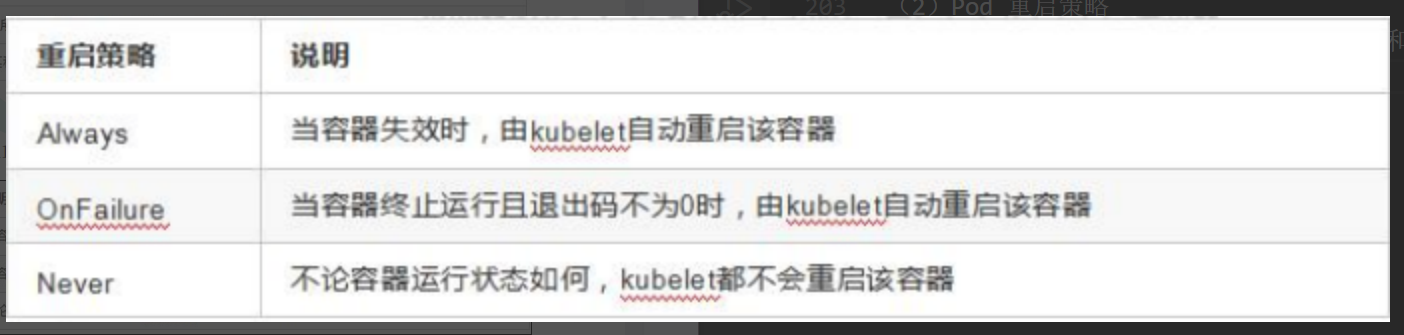 203 (2) Pod 重启策略
重启策略 说明
Always 当容器失效时，由kubelet自动重启该容器
OnFailure 当容器终止运行且退出码不为0时，由kubelet自动重启该容器
Never 不论容器运行状态如何，kubelet都不会重启该容器